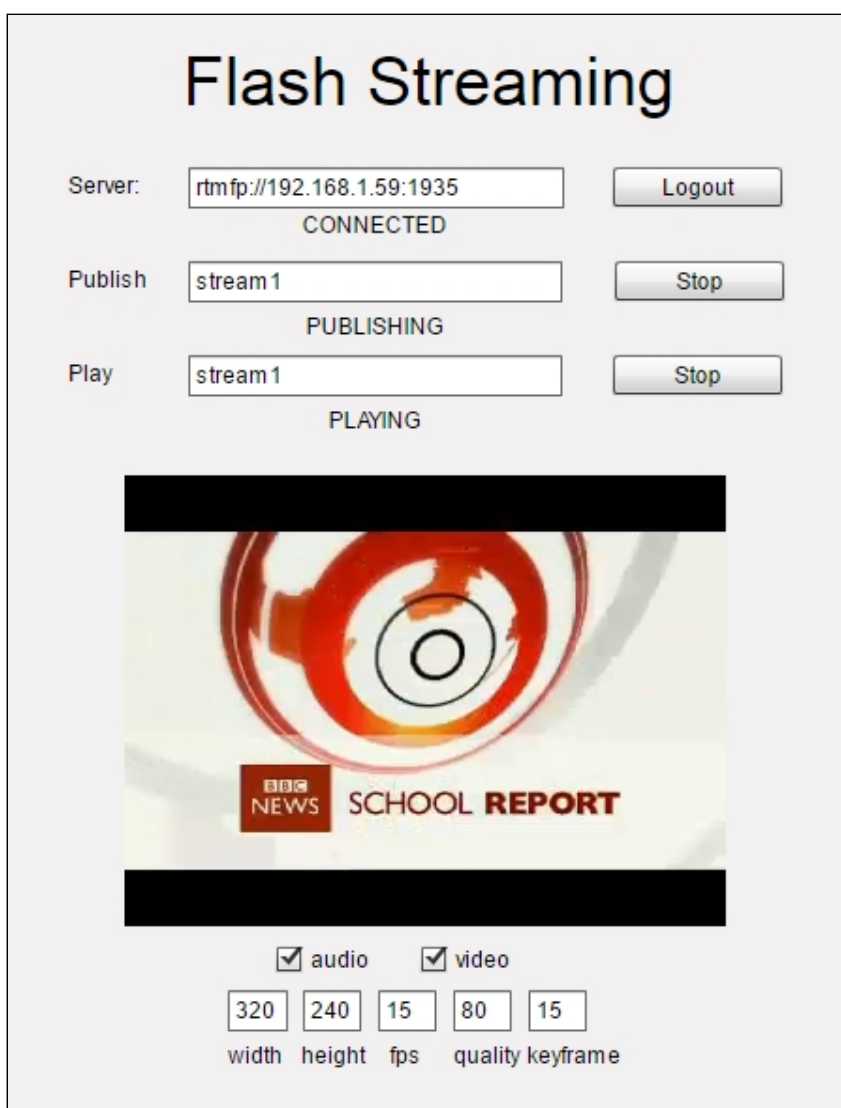 Flash Streaming
Server: rtmfp://192.168.1.59:1935 Logout
CONNECTED
Publish stream1 Stop
PUBLISHING
Play stream1 Stop
PLAYING
BBC
NEWS SCHOOL REPORT
audio video
320 240 15 80 15
width height fps quality keyframe